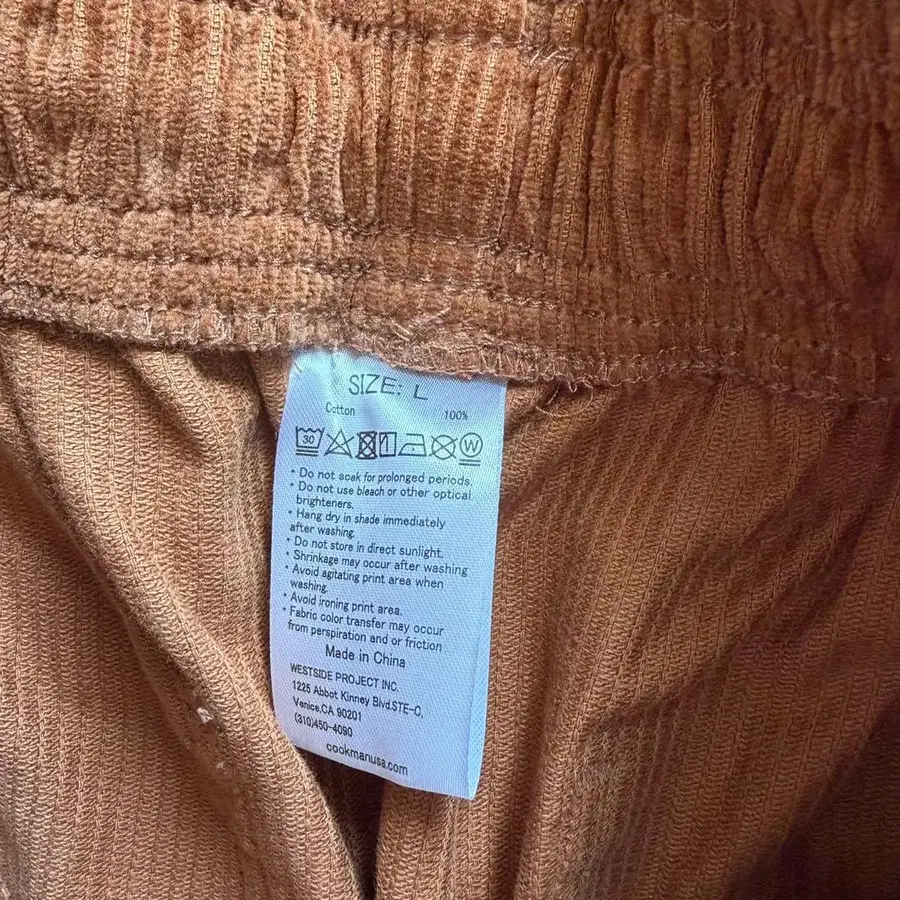 SIZE: L
Cotton 100%
30 W
• Do not soak for prolonged periods.
• Do not use bleach or other optical
brighteners.
• Hang dry in shade immediately
after washing.
• Do not store in direct sunlight.
• Shrinkage may occur after washing
• Avoid agitating print area when
washing.
• Avoid ironing print area.
• Fabric color transfer may occur
from perspiration and or friction
Made in China
WESTSIDE PROJECT INC.
1225 Abbot Kinney Blvd.STE-C,
Venice,CA 90201
(310)450-4090
cookmanusa.com